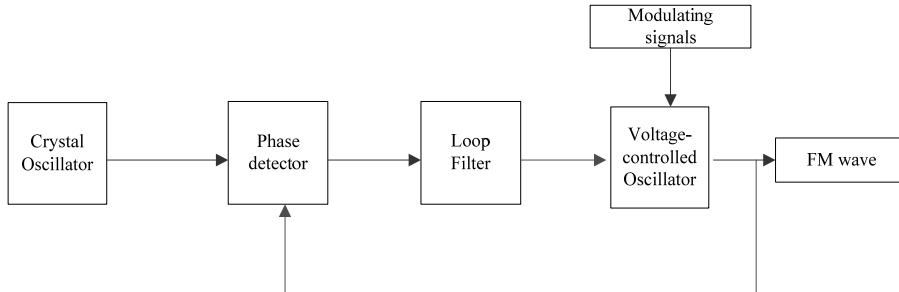 Modulating
signals
Crystal
Oscillator
Phase
detector
Loop
Filter
Voltage-
controlled
Oscillator
FM wave